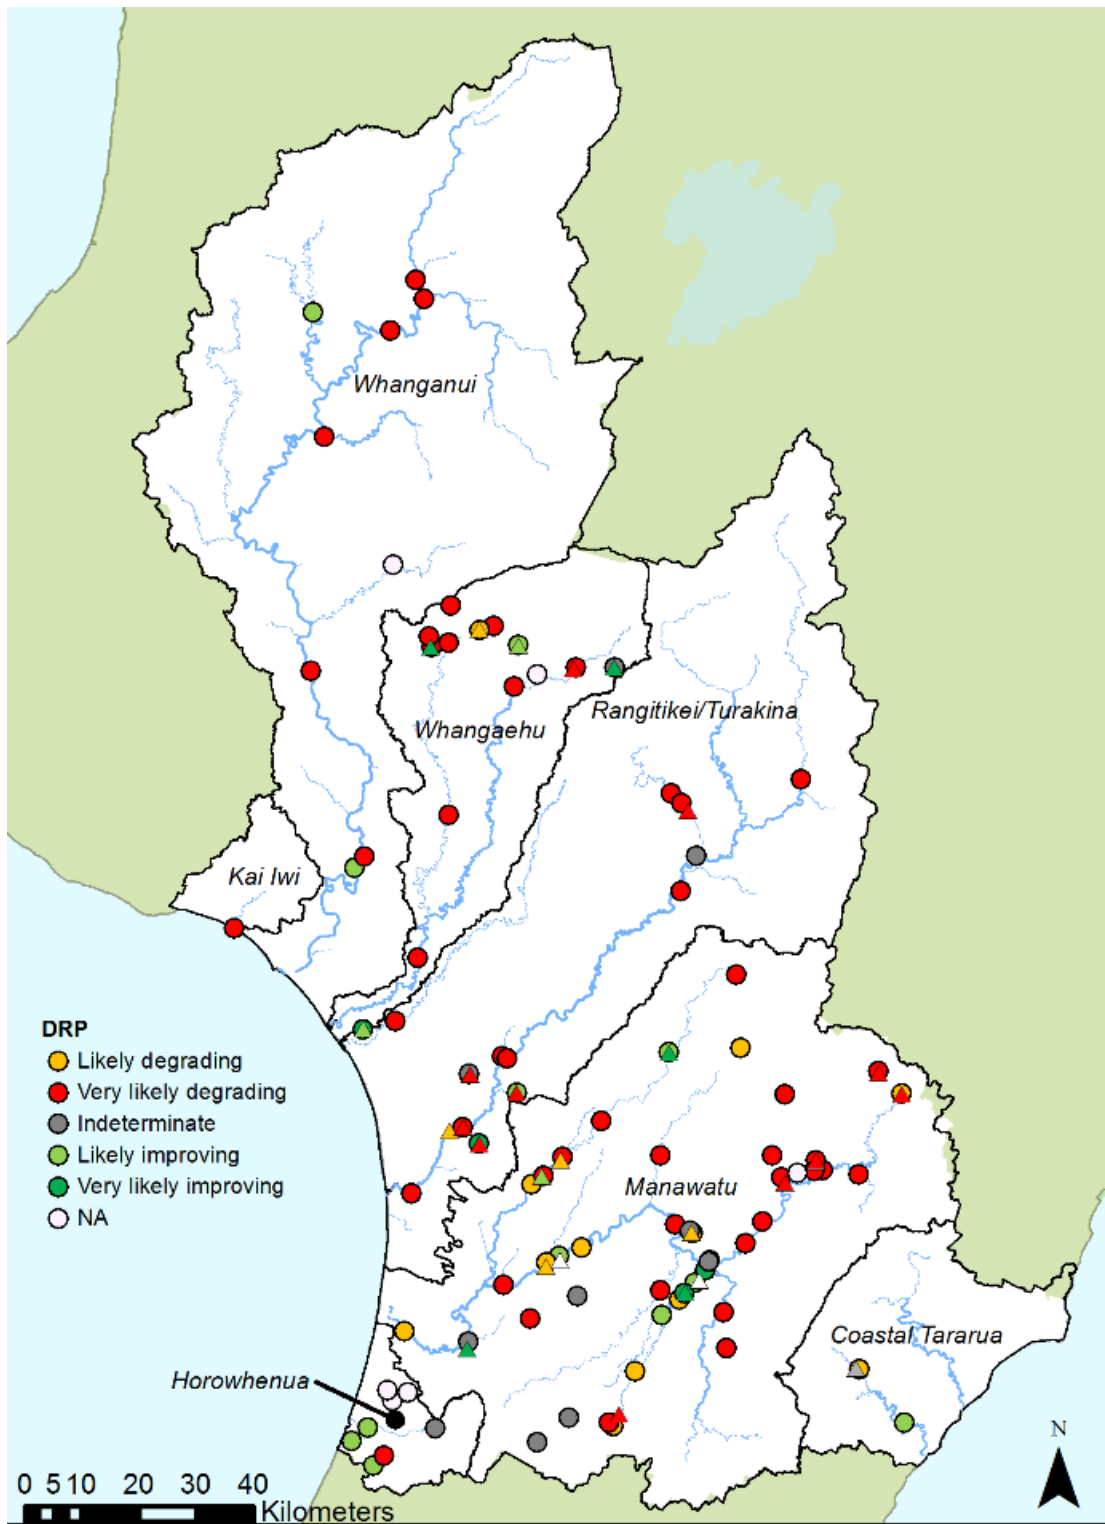 Whanganui
Rangitikei/Turakina
Whangaehu
Kai Iwi
DRP
Likely degrading
Very likely degrading
Indeterminate
Likely improving
Very likely improving
NA
Manawatu
Coastal Tararua
Horowhenua
N
0 5 10 20 30 40
Kilometers